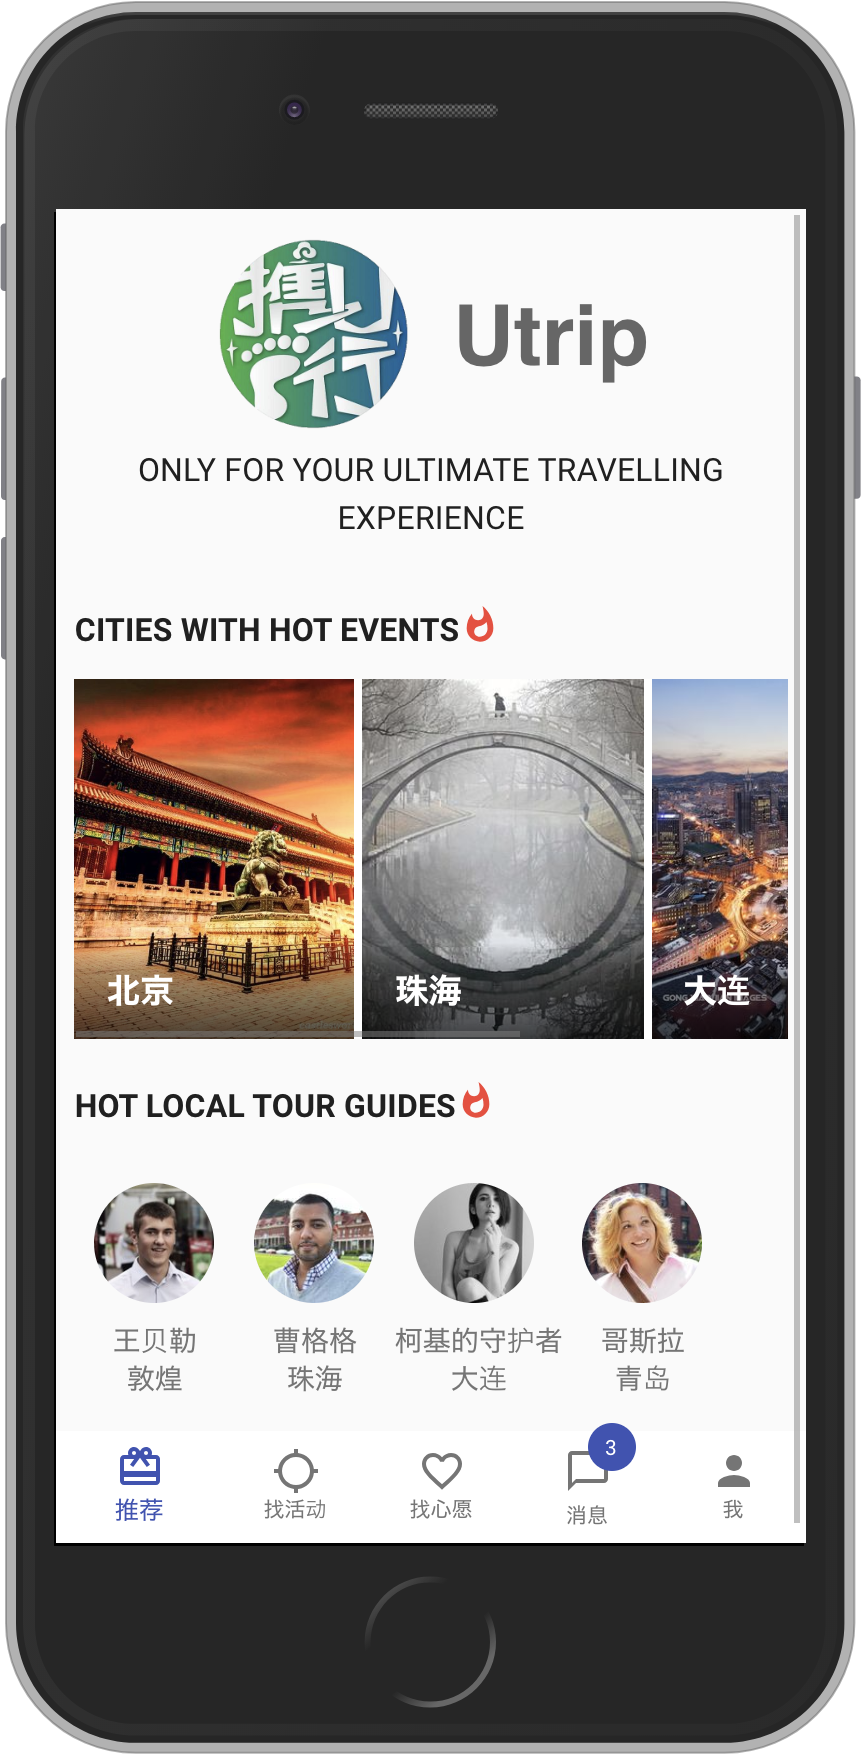 携U行
Utrip
ONLY FOR YOUR ULTIMATE TRAVELLING
EXPERIENCE
CITIES WITH HOT EVENTS
北京
珠海
大连
HOT LOCAL TOUR GUIDES
王贝勒
敦煌
曹格格
珠海
柯基的守护者
大连
哥斯拉
青岛
推荐
找活动
找心愿
3
消息
我